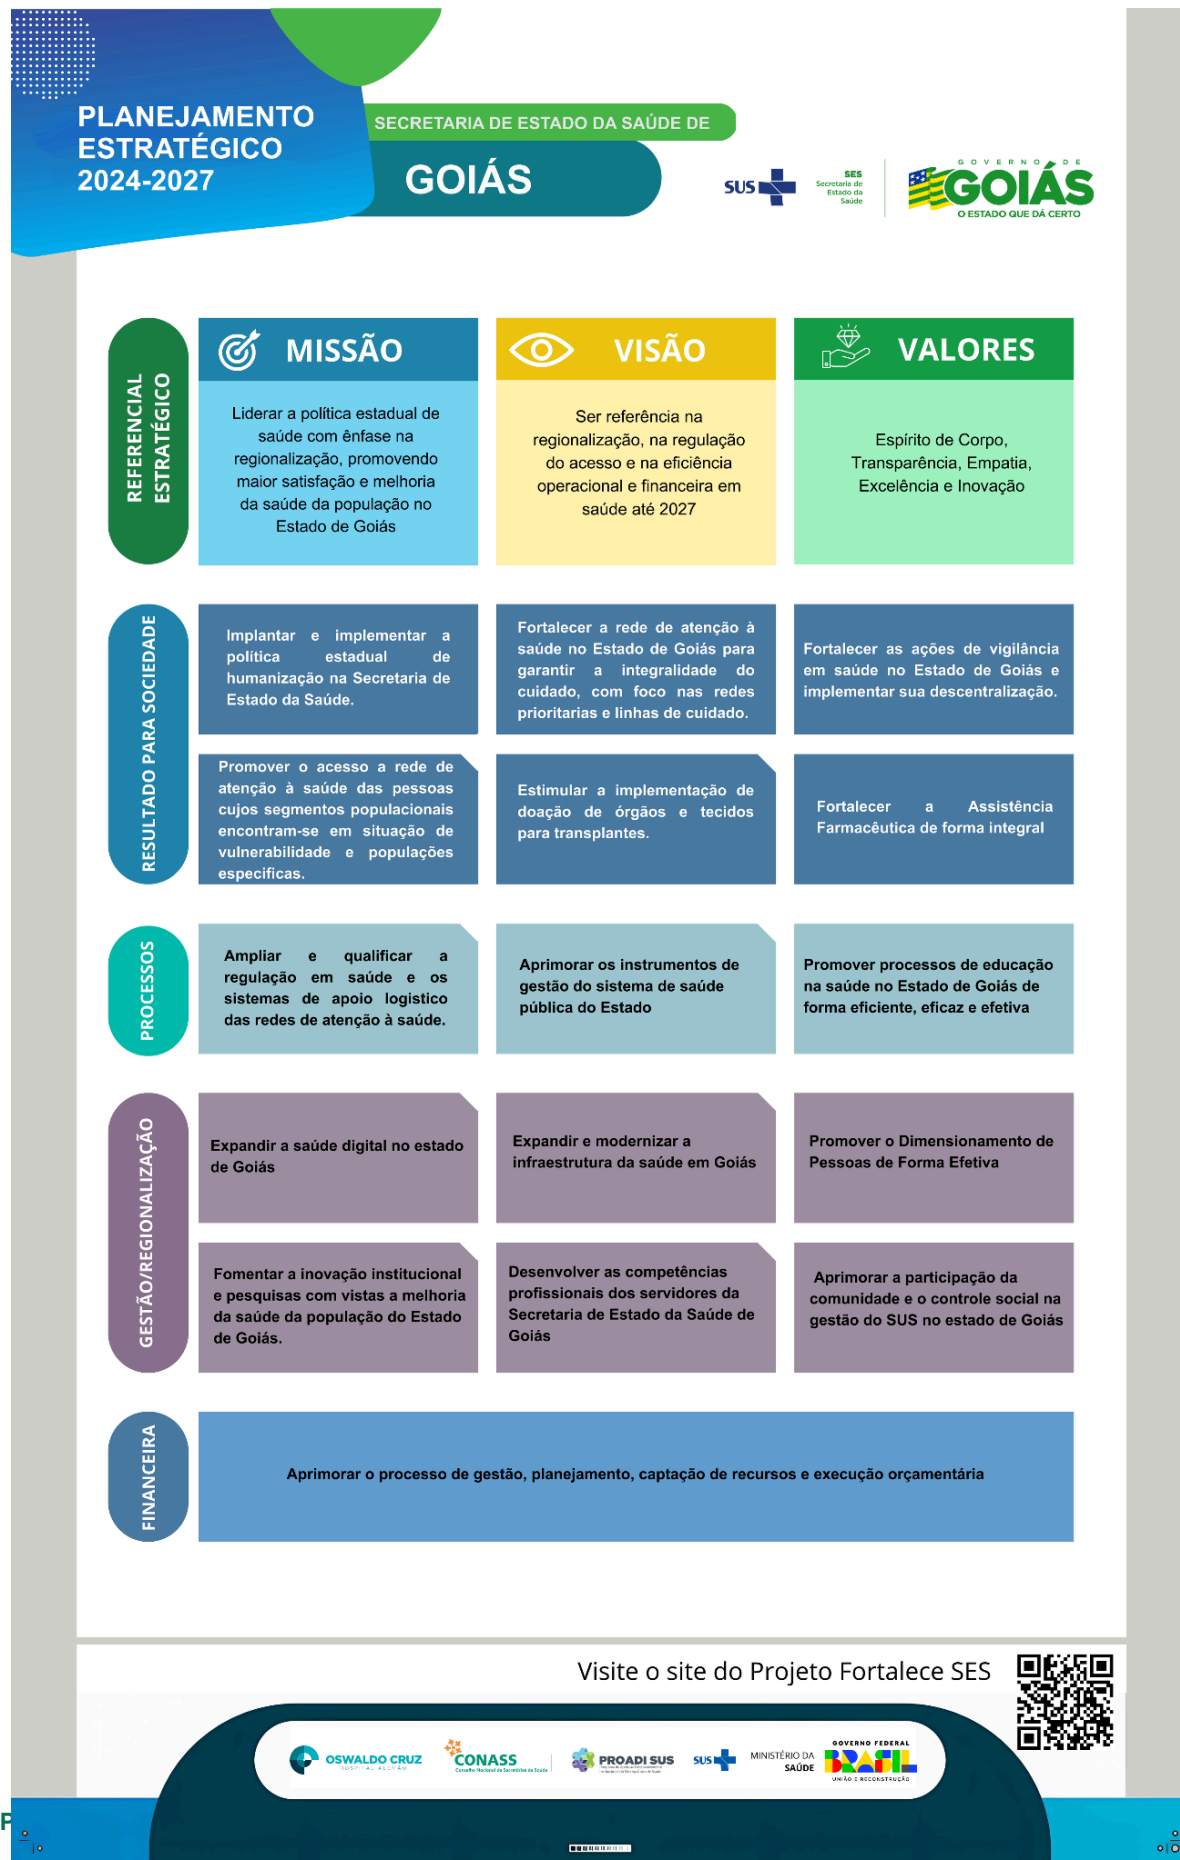 PLANEJAMENTO
ESTRATÉGICO
2024-2027
SECRETARIA DE ESTADO DA SAÚDE DE
GOIÁS
SUS
SES
Secretaria de
Estado da
Saúde
GOVERNO DE
GOIÁS
O ESTADO QUE DÁ CERTO
REFERENCIAL
ESTRATÉGICO
MISSÃO
Liderar a política estadual de
saúde com ênfase na
regionalização, promovendo
maior satisfação e melhoria
da saúde da população no
Estado de Goiás
VISÃO
Ser referência na
regionalização, na regulação
do acesso e na eficiência
operacional e financeira em
saúde até 2027
VALORES
Espírito de Corpo,
Transparência, Empatia,
Excelência e Inovação
RESULTADO PARA SOCIEDADE
Implantar e implementar a
política estadual de
humanização na Secretaria de
Estado da Saúde.
Fortalecer a rede de atenção à
saúde no Estado de Goiás para
garantir a integralidade do
cuidado, com foco nas redes
prioritarias e linhas de cuidado.
Fortalecer as ações de vigilância
em saúde no Estado de Goiás e
implementar sua descentralização.
Promover o acesso a rede de
atenção à saúde das pessoas
cujos segmentos populacionais
encontram-se em situação de
vulnerabilidade e populações
especificas.
Estimular a implementação de
doação de órgãos e tecidos
para transplantes.
Fortalecer a Assistência
Farmacêutica de forma integral
PROCESSOS
Ampliar e qualificar a
regulação em saúde e os
sistemas de apoio logistico
das redes de atenção à saúde.
Aprimorar os instrumentos de
gestão do sistema de saúde
pública do Estado
Promover processos de educação
na saúde no Estado de Goiás de
forma eficiente, eficaz e efetiva
GESTÃO/REGIONALIZAÇÃO
Expandir a saúde digital no estado
de Goiás
Expandir e modernizar a
infraestrutura da saúde em Goiás
Promover o Dimensionamento de
Pessoas de Forma Efetiva
Fomentar a inovação institucional
e pesquisas com vistas a melhoria
da saúde da população do Estado
de Goiás.
Desenvolver as competências
profissionais dos servidores da
Secretaria de Estado da Saúde de
Goiás
Aprimorar a participação da
comunidade e o controle social na
gestão do SUS no estado de Goiás
FINANCEIRA
Aprimorar o processo de gestão, planejamento, captação de recursos e execução orçamentária
Visite o site do Projeto Fortalece SES
OSWALDO CRUZ
HOSPITAL ALEMÃO
CONASS
Conselho Nacional de Secretários de Saúde
PROADI SUS
SUS
MINISTÉRIO DA
SAÚDE
GOVERNO FEDERAL
BRASIL
UNIÃO E RECONSTRUÇÃO
P